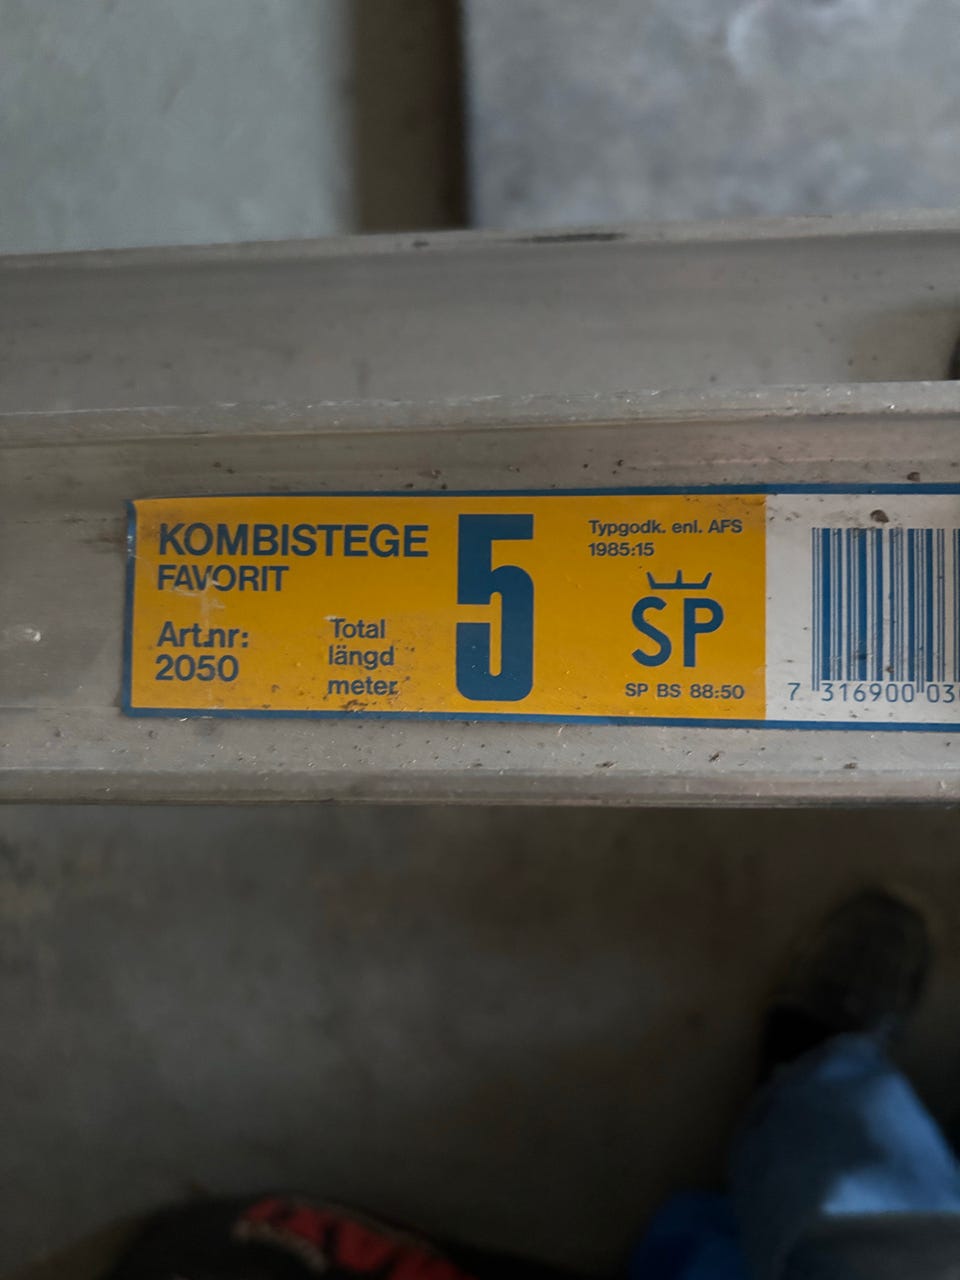 KOMBISTEGE
FAVORIT
Art.nr:
2050
Total
längd
meter
5
Typgodk. enl. AFS
1985:15
SP
SP BS 88:50
7 316900